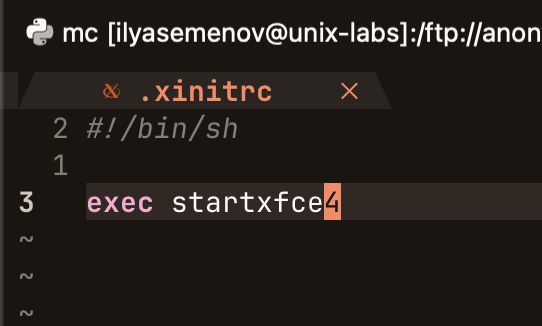 mc [ilyasemenov@unix-labs]:/ftp://anon
.xinitrc ×
2 #!/bin/sh
1
3 exec startxfce4
~
~
~